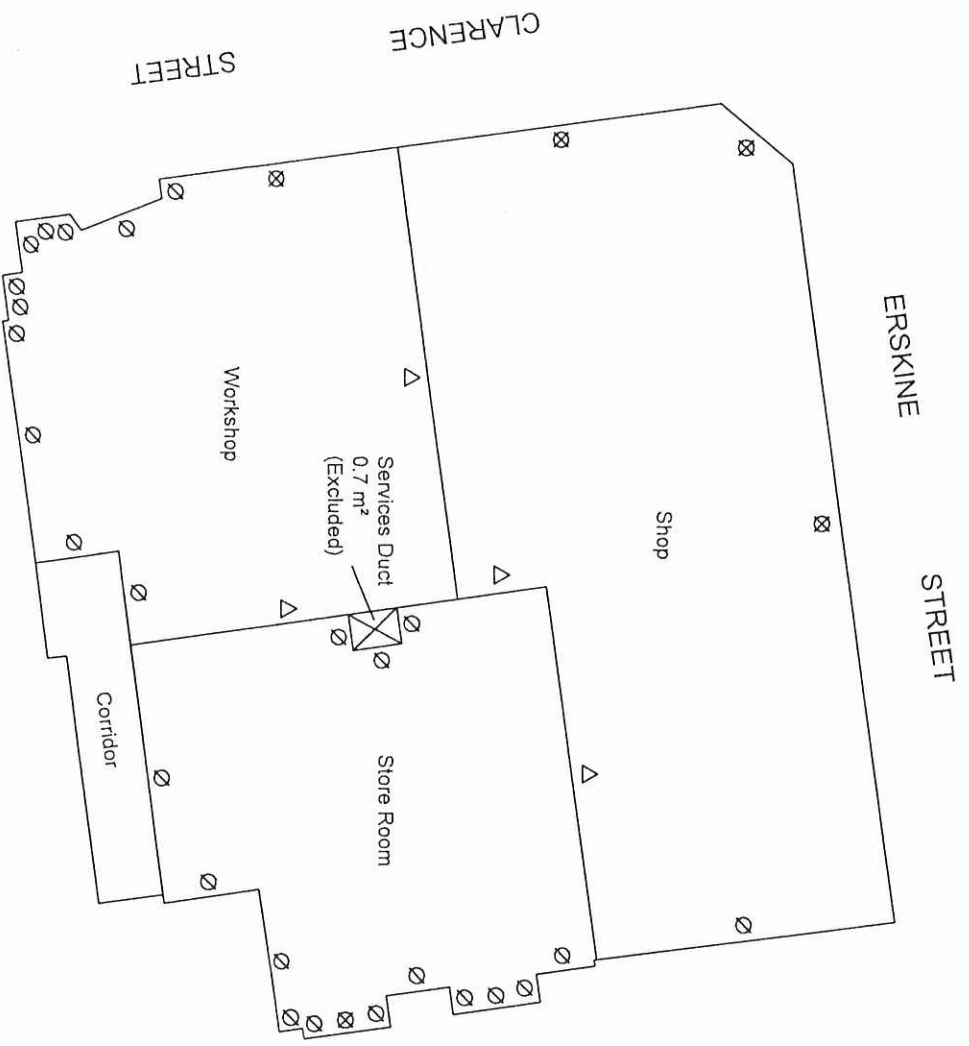 CLARENCE
STREET
ERSKINE
STREET
Shop
Workshop
Services Duct
0.7 m²
(Excluded)
Store Room
Corridor